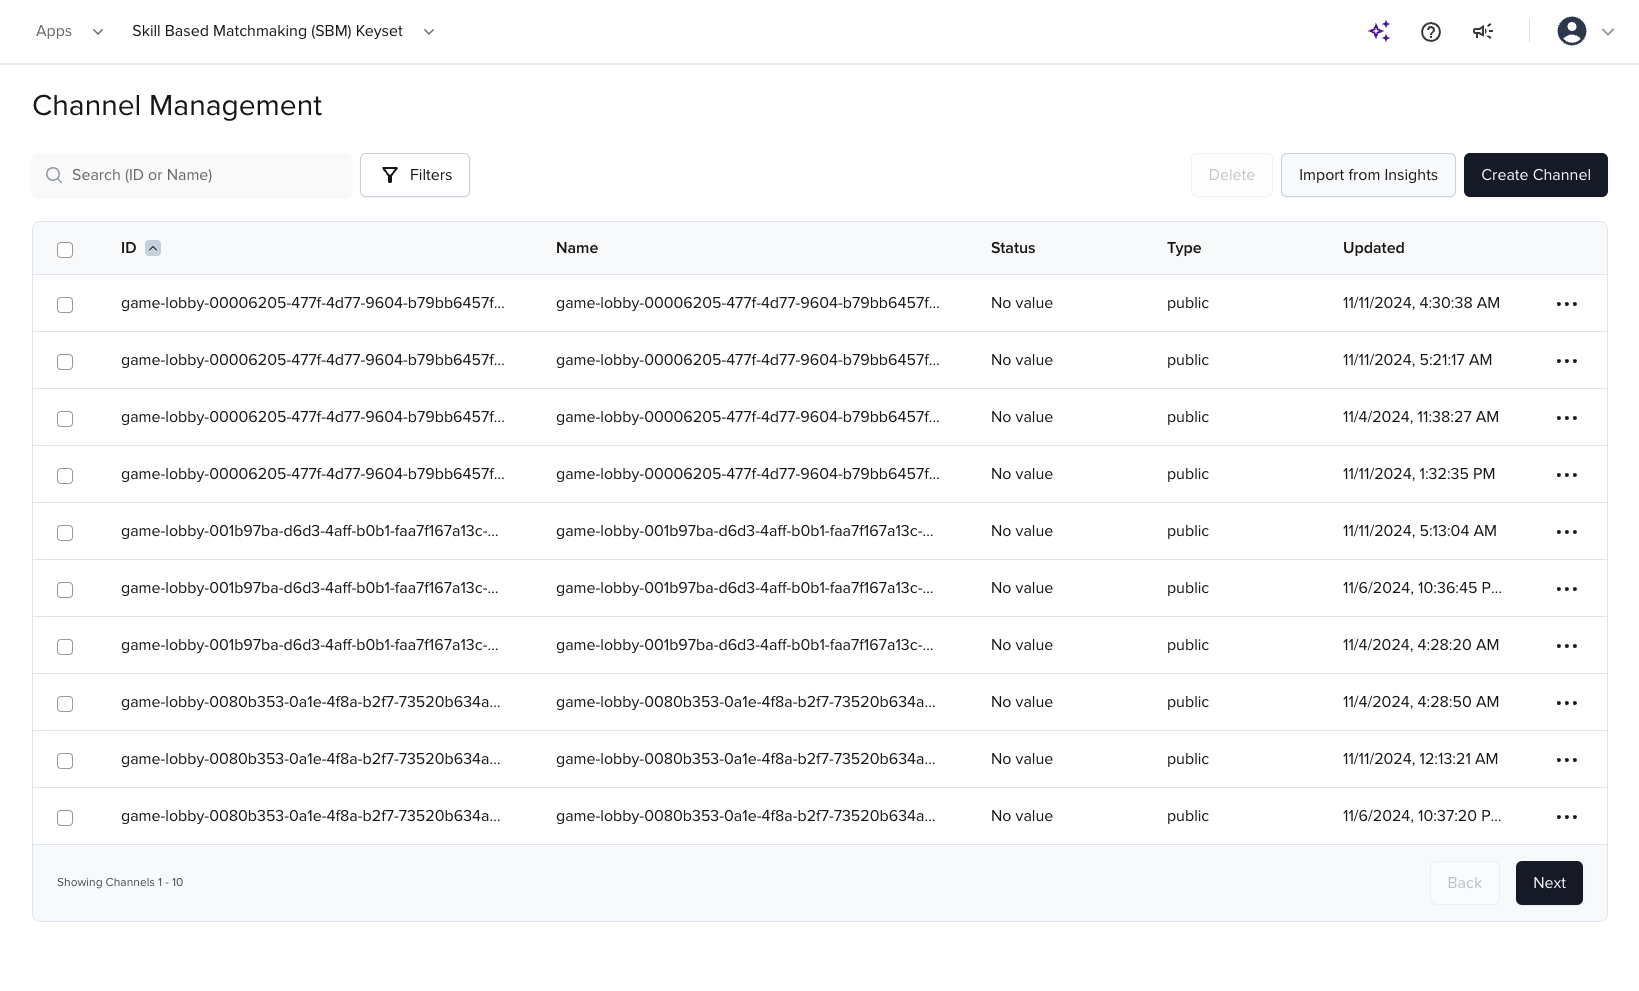 Apps Skill Based Matchmaking (SBM) Keyset
Channel Management
Search (ID or Name) Filters Delete Import from Insights Create Channel
ID Name Status Type Updated
game-lobby-00006205-477f-4d77-9604-b79bb6457f... game-lobby-00006205-477f-4d77-9604-b79bb6457f... No value public 11/11/2024, 4:30:38 AM
game-lobby-00006205-477f-4d77-9604-b79bb6457f... game-lobby-00006205-477f-4d77-9604-b79bb6457f... No value public 11/11/2024, 5:21:17 AM
game-lobby-00006205-477f-4d77-9604-b79bb6457f... game-lobby-00006205-477f-4d77-9604-b79bb6457f... No value public 11/4/2024, 11:38:27 AM
game-lobby-00006205-477f-4d77-9604-b79bb6457f... game-lobby-00006205-477f-4d77-9604-b79bb6457f... No value public 11/11/2024, 1:32:35 PM
game-lobby-001b97ba-d6d3-4aff-b0b1-faa7f167a13c-... game-lobby-001b97ba-d6d3-4aff-b0b1-faa7f167a13c-... No value public 11/11/2024, 5:13:04 AM
game-lobby-001b97ba-d6d3-4aff-b0b1-faa7f167a13c-... game-lobby-001b97ba-d6d3-4aff-b0b1-faa7f167a13c-... No value public 11/6/2024, 10:36:45 P...
game-lobby-001b97ba-d6d3-4aff-b0b1-faa7f167a13c-... game-lobby-001b97ba-d6d3-4aff-b0b1-faa7f167a13c-... No value public 11/4/2024, 4:28:20 AM
game-lobby-0080b353-0a1e-4f8a-b2f7-73520b634a... game-lobby-0080b353-0a1e-4f8a-b2f7-73520b634a... No value public 11/4/2024, 4:28:50 AM
game-lobby-0080b353-0a1e-4f8a-b2f7-73520b634a... game-lobby-0080b353-0a1e-4f8a-b2f7-73520b634a... No value public 11/11/2024, 12:13:21 AM
game-lobby-0080b353-0a1e-4f8a-b2f7-73520b634a... game-lobby-0080b353-0a1e-4f8a-b2f7-73520b634a... No value public 11/6/2024, 10:37:20 P...
Showing Channels 1 - 10 Back Next